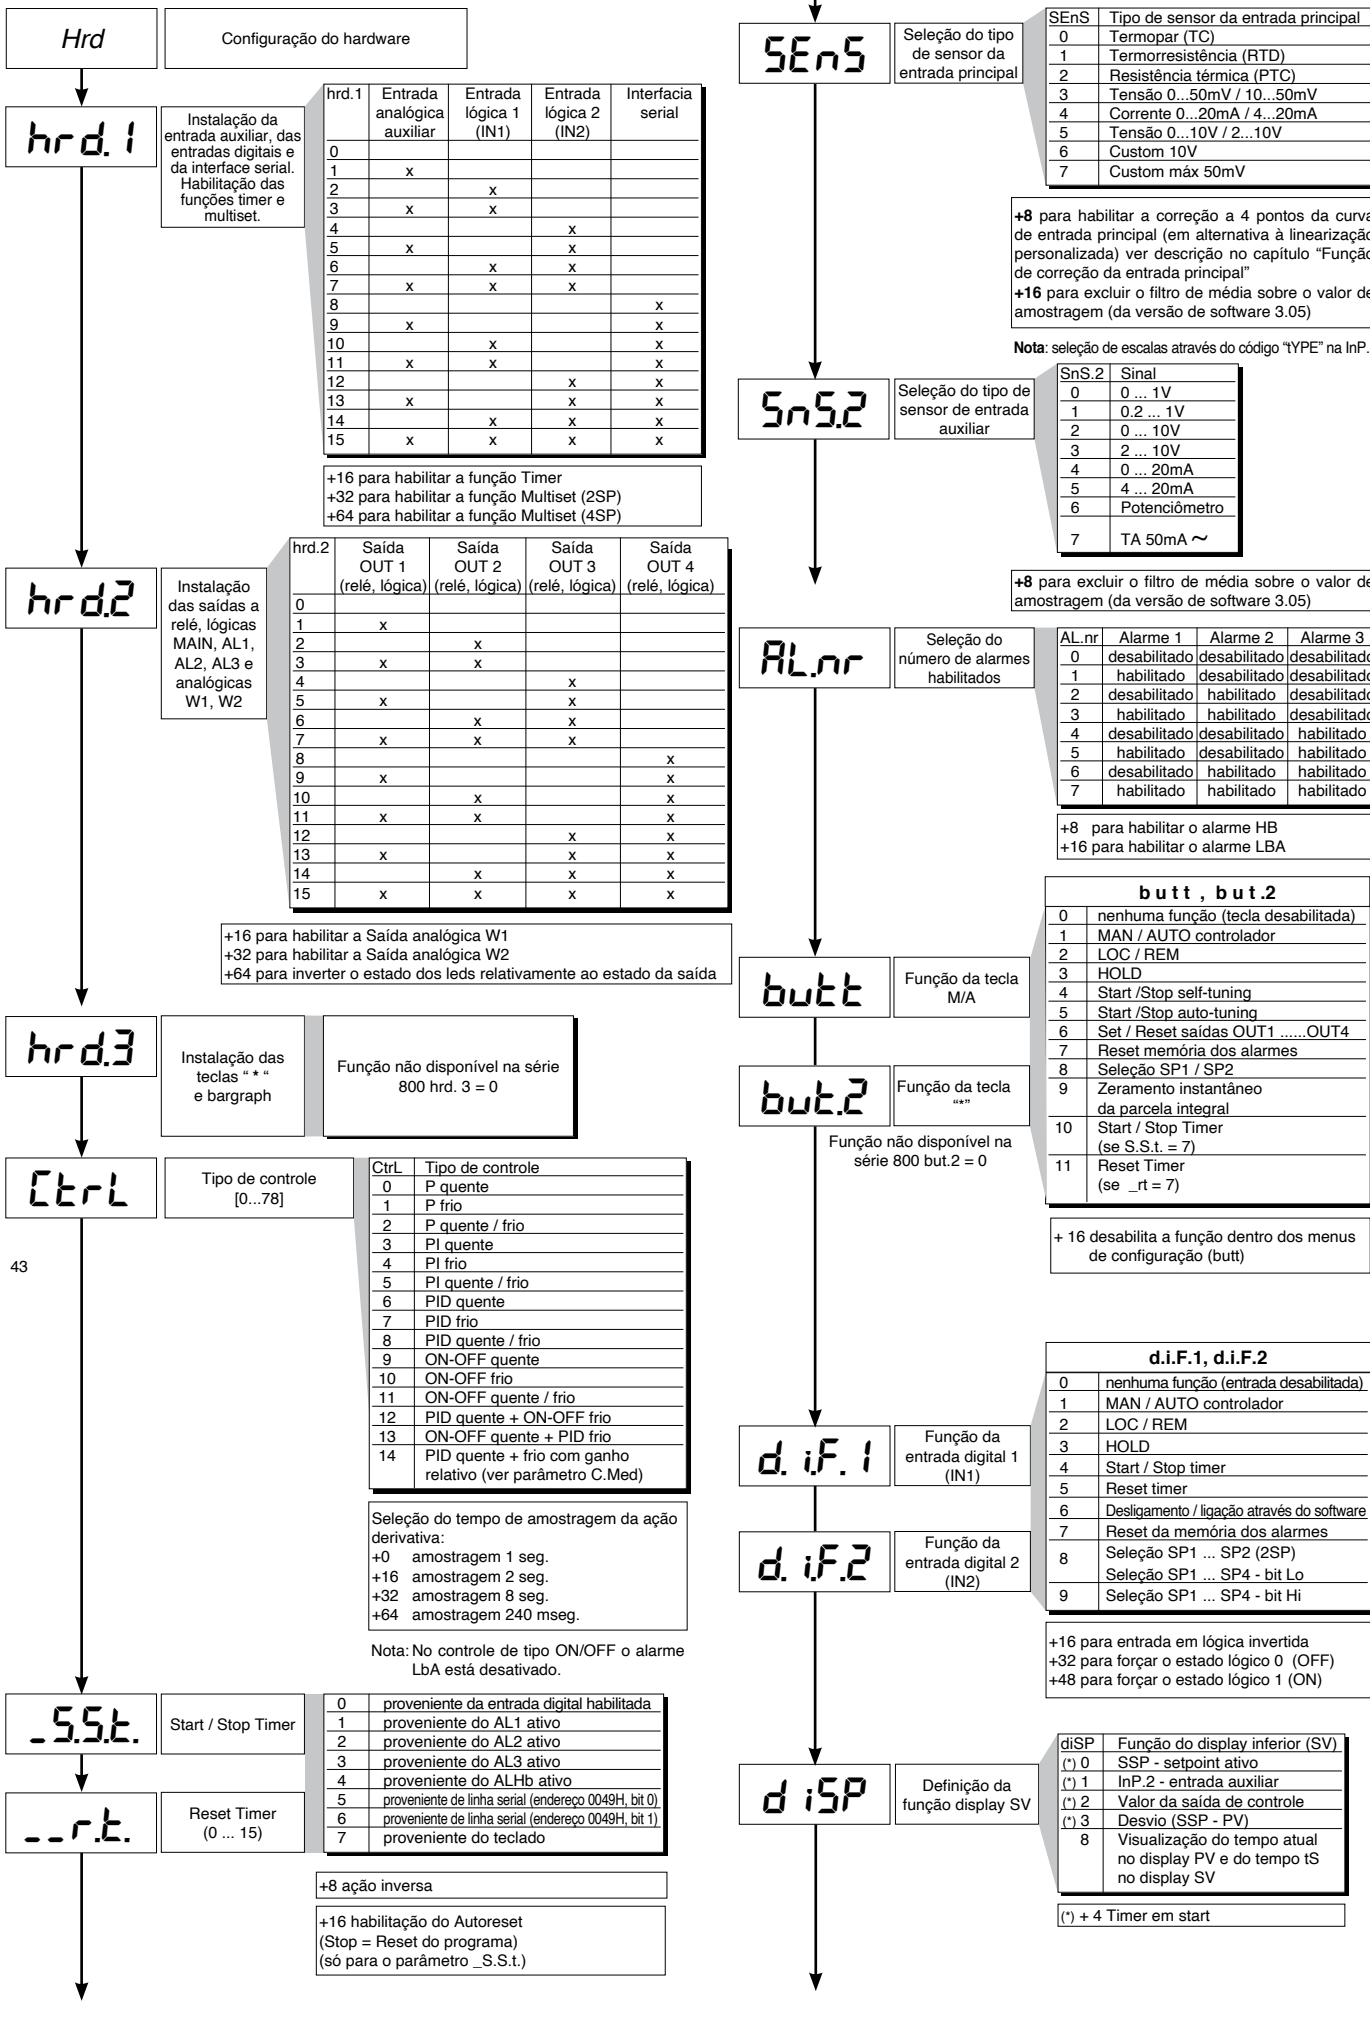 Hrd
Configuração do hardware
hrd.1
Instalação da
entrada auxiliar, das
entradas digitais e
da interface serial.
Habilitação das
funções timer e
multiset.
hrd.1 Entrada Entrada Entrada Interfacia
analógica lógica 1 lógica 2 serial
auxiliar (IN1) (IN2)
0
1 x
2 x
3 x x
4 x
5 x x
6 x x
7 x x x
8 x
9 x x
10 x x
11 x x x
12 x x
13 x x x
14 x x x
15 x x x x
+16 para habilitar a função Timer
+32 para habilitar a função Multiset (2SP)
+64 para habilitar a função Multiset (4SP)
hrd.2
Instalação
das saídas a
relé, lógicas
MAIN, AL1,
AL2, AL3 e
analógicas
W1, W2
hrd.2 Saída Saída Saída Saída
OUT 1 OUT 2 OUT 3 OUT 4
(relé, lógica) (relé, lógica) (relé, lógica) (relé, lógica)
0
1 x
2 x
3 x x
4 x
5 x x
6 x x
7 x x x
8 x
9 x x
10 x x
11 x x x
12 x x
13 x x x
14 x x x
15 x x x x
+16 para habilitar a Saída analógica W1
+32 para habilitar a Saída analógica W2
+64 para inverter o estado dos leds relativamente ao estado da saída
hrd.3
Instalação das
teclas “ * “
e bargraph
Função não disponível na série
800 hrd. 3 = 0
CtrL
Tipo de controle
[0...78]
CtrL Tipo de controle
0 P quente
1 P frio
2 P quente / frio
3 PI quente
4 PI frio
5 PI quente / frio
6 PID quente
7 PID frio
8 PID quente / frio
9 ON-OFF quente
10 ON-OFF frio
11 ON-OFF quente / frio
12 PID quente + ON-OFF frio
13 ON-OFF quente + PID frio
14 PID quente + frio com ganho
relativo (ver parâmetro C.Med)
43
Seleção do tempo de amostragem da ação
derivativa:
+0 amostragem 1 seg.
+16 amostragem 2 seg.
+32 amostragem 8 seg.
+64 amostragem 240 mseg.
Nota: No controle de tipo ON/OFF o alarme
LbA está desativado.
_S.S.t.
Start / Stop Timer
__r.t.
Reset Timer
(0 ... 15)
0 proveniente da entrada digital habilitada
1 proveniente do AL1 ativo
2 proveniente do AL2 ativo
3 proveniente do AL3 ativo
4 proveniente do ALHb ativo
5 proveniente de linha serial (endereço 0049H, bit 0)
6 proveniente de linha serial (endereço 0049H, bit 1)
7 proveniente do teclado
+8 ação inversa
+16 habilitação do Autoreset
(Stop = Reset do programa)
(só para o parâmetro _S.S.t.)
SEnS
Seleção do tipo
de sensor da
entrada principal
SEnS Tipo de sensor da entrada principal
0 Termopar (TC)
1 Termorresistência (RTD)
2 Resistência térmica (PTC)
3 Tensão 0...50mV / 10...50mV
4 Corrente 0...20mA / 4...20mA
5 Tensão 0...10V / 2...10V
6 Custom 10V
7 Custom máx 50mV
+8 para habilitar a correção a 4 pontos da curva
de entrada principal (em alternativa à linearização
personalizada) ver descrição no capítulo “Função
de correção da entrada principal”
+16 para excluir o filtro de média sobre o valor de
amostragem (da versão de software 3.05)
Nota: seleção de escalas através do código “tYPE” na InP.
SnS.2
Seleção do tipo de
sensor de entrada
auxiliar
SnS.2 Sinal
0 0 ... 1V
1 0.2 ... 1V
2 0 ... 10V
3 2 ... 10V
4 0 ... 20mA
5 4 ... 20mA
6 Potenciômetro
7 TA 50mA ~
+8 para excluir o filtro de média sobre o valor de
amostragem (da versão de software 3.05)
AL.nr
Seleção do
número de alarmes
habilitados
AL.nr Alarme 1 Alarme 2 Alarme 3
0 desabilitado desabilitado desabilitado
1 habilitado desabilitado desabilitado
2 desabilitado habilitado desabilitado
3 habilitado habilitado desabilitado
4 desabilitado desabilitado habilitado
5 habilitado desabilitado habilitado
6 desabilitado habilitado habilitado
7 habilitado habilitado habilitado
+8 para habilitar o alarme HB
+16 para habilitar o alarme LBA
butt
Função da tecla
M/A
but.2
Função da tecla
“*”
Função não disponível na
série 800 but.2 = 0
butt , but.2
0 nenhuma função (tecla desabilitada)
1 MAN / AUTO controlador
2 LOC / REM
3 HOLD
4 Start /Stop self-tuning
5 Start /Stop auto-tuning
6 Set / Reset saídas OUT1 ......OUT4
7 Reset memória dos alarmes
8 Seleção SP1 / SP2
9 Zeramento instantâneo
da parcela integral
10 Start / Stop Timer
(se S.S.t. = 7)
11 Reset Timer
(se _rt = 7)
+ 16 desabilita a função dentro dos menus
de configuração (butt)
d.i.F.1
Função da
entrada digital 1
(IN1)
d.i.F.2
Função da
entrada digital 2
(IN2)
d.i.F.1, d.i.F.2
0 nenhuma função (entrada desabilitada)
1 MAN / AUTO controlador
2 LOC / REM
3 HOLD
4 Start / Stop timer
5 Reset timer
6 Desligamento / ligação através do software
7 Reset da memória dos alarmes
8 Seleção SP1 ... SP2 (2SP)
Seleção SP1 ... SP4 - bit Lo
9 Seleção SP1 ... SP4 - bit Hi
+16 para entrada em lógica invertida
+32 para forçar o estado lógico 0 (OFF)
+48 para forçar o estado lógico 1 (ON)
diSP
Definição da
função display SV
diSP Função do display inferior (SV)
(*) 0 SSP - setpoint ativo
(*) 1 InP.2 - entrada auxiliar
(*) 2 Valor da saída de controle
(*) 3 Desvio (SSP - PV)
8 Visualização do tempo atual
no display PV e do tempo tS
no display SV
(*) + 4 Timer em start